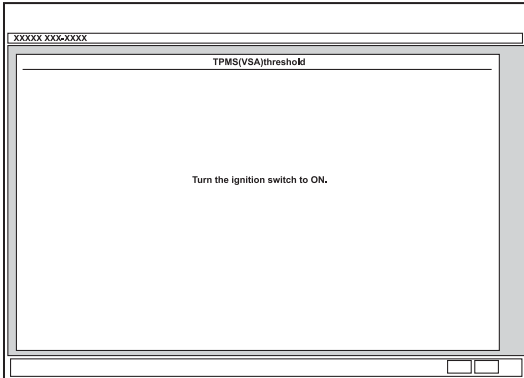 XXXXX XXX-XXXX
TPMS(VSA)threshold
Turn the ignition switch to ON.